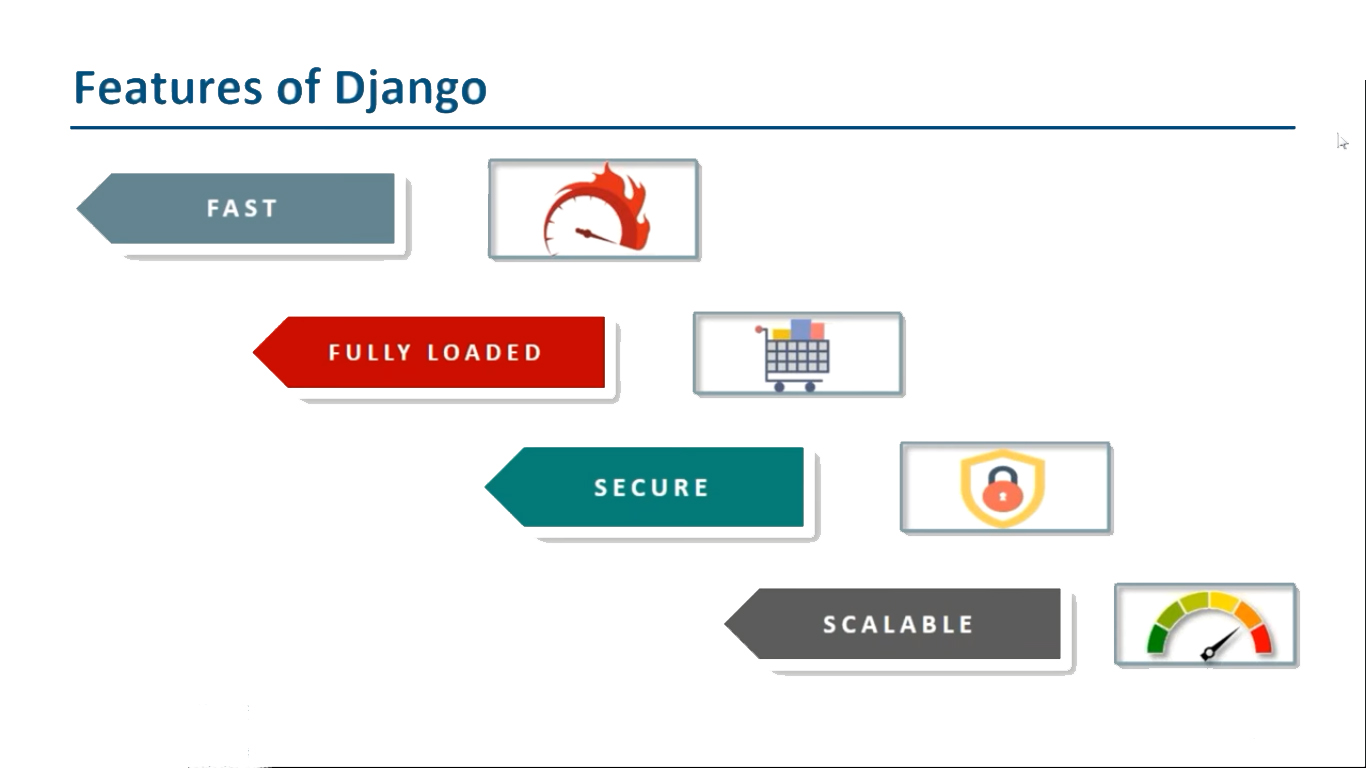 Features of Django
FAST
FULLY LOADED
SECURE
SCALABLE